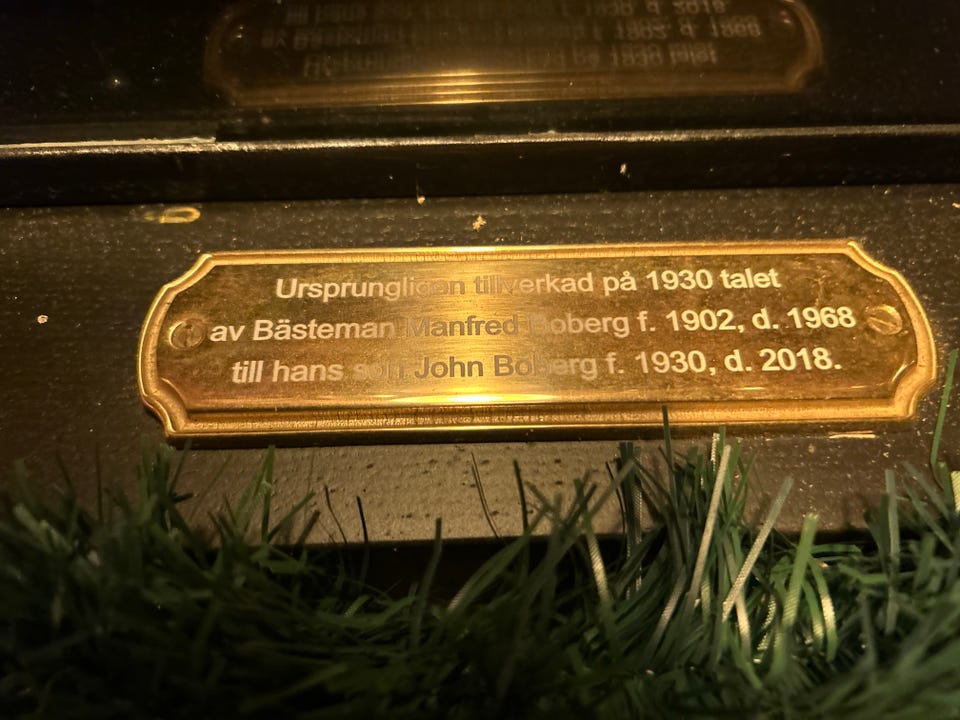 Ursprungligen tillverkad på 1930 talet
av Bästeman Manfred Boberg f. 1902, d. 1968
till hans son John Boberg f. 1930, d. 2018.